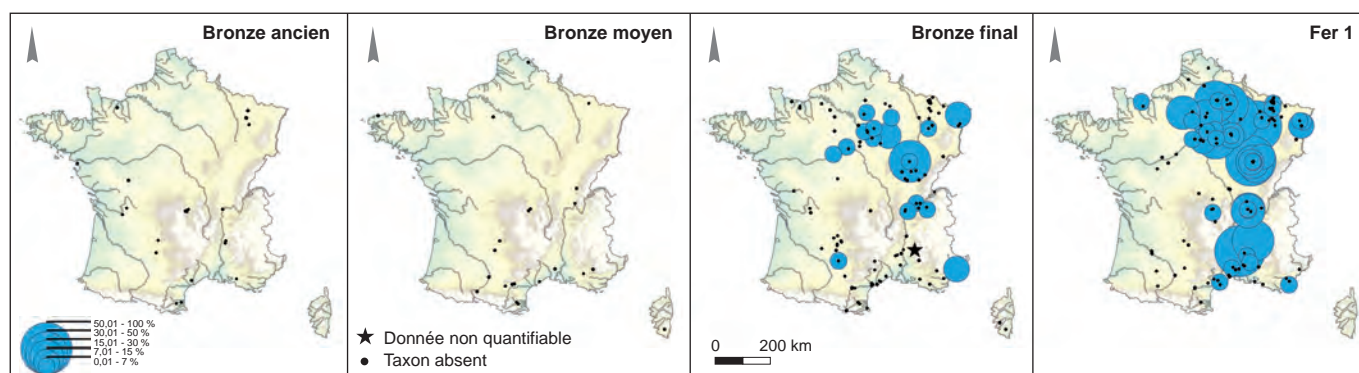 Bronze ancien
Bronze moyen
Bronze final
Fer 1
50,01 - 100 %
30,01 - 50 %
15,01 - 30 %
7,01 - 15 %
0,01 - 7 %
Donnée non quantifiable
Taxon absent
0 200 km